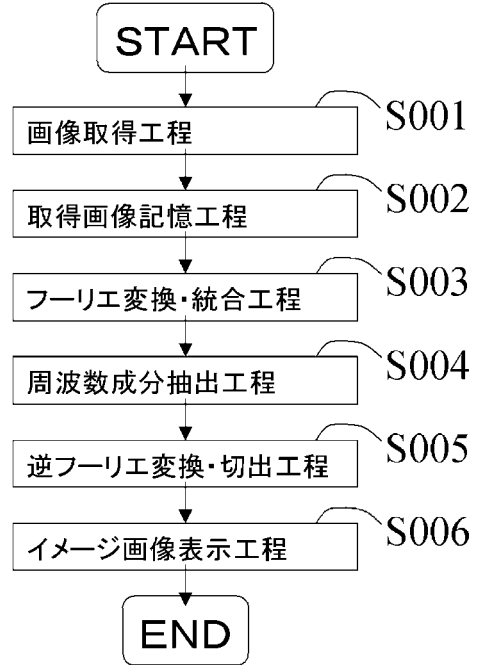 START
S001
画像取得工程
S002
取得画像記憶工程
S003
フーリエ変換・統合工程
S004
周波数成分抽出工程
S005
逆フーリエ変換・切出工程
S006
イメージ画像表示工程
END